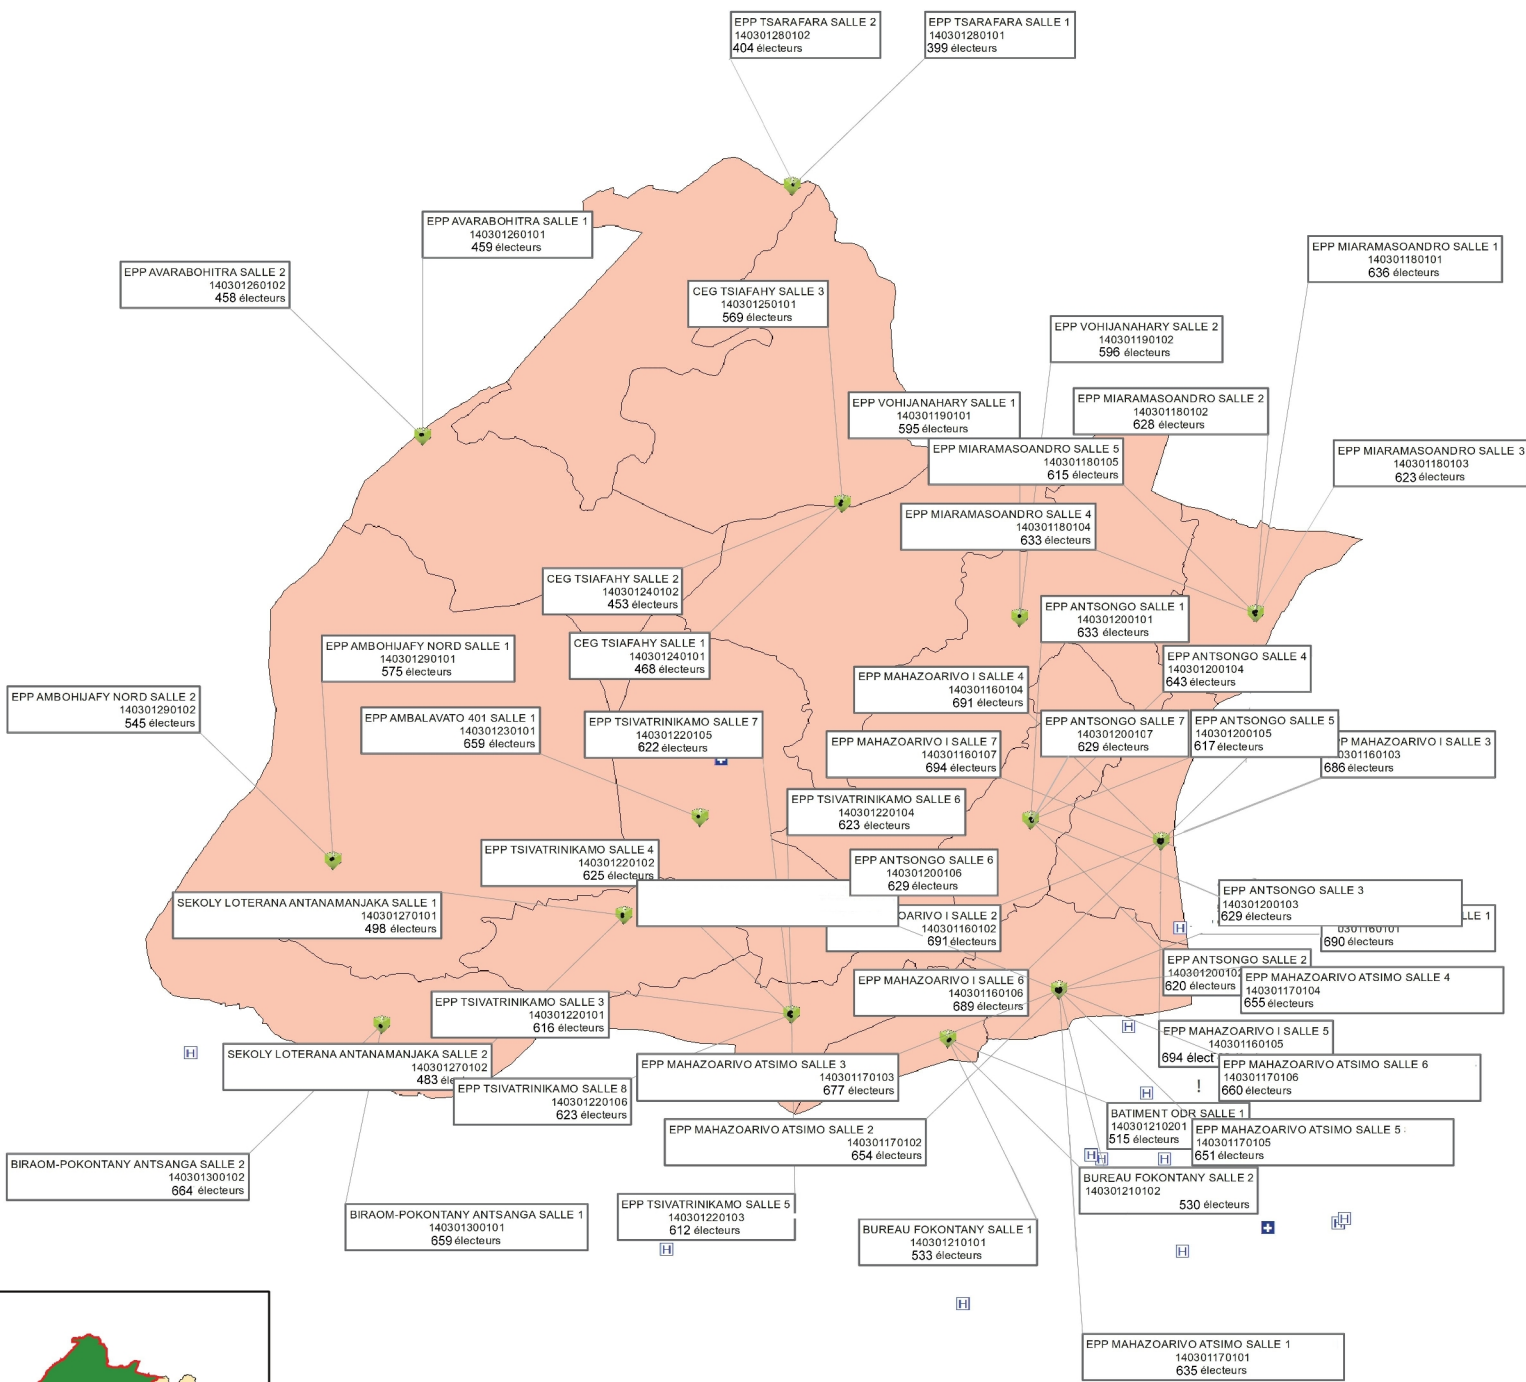 EPP TSARAFARA SALLE 2
140301280102
404 électeurs
EPP TSARAFARA SALLE 1
140301280101
399 électeurs
EPP AVARABOHITRA SALLE 1
140301260101
459 électeurs
EPP AVARABOHITRA SALLE 2
140301260102
458 électeurs
CEG TSIAFAHY SALLE 3
140301250101
569 électeurs
EPP MIARAMASOANDRO SALLE 1
140301180101
636 électeurs
EPP VOHIJANAHARY SALLE 2
140301190102
596 électeurs
EPP VOHIJANAHARY SALLE 1
140301190101
595 électeurs
EPP MIARAMASOANDRO SALLE 2
140301180102
628 électeurs
EPP MIARAMASOANDRO SALLE 5
140301180105
615 électeurs
EPP MIARAMASOANDRO SALLE 3
140301180103
623 électeurs
EPP MIARAMASOANDRO SALLE 4
140301180104
633 électeurs
CEG TSIAFAHY SALLE 2
140301240102
453 électeurs
EPP ANTSONGO SALLE 1
140301200101
633 électeurs
CEG TSIAFAHY SALLE 1
140301240101
468 électeurs
EPP AMBOHIJAFY NORD SALLE 1
140301290101
575 électeurs
EPP ANTSONGO SALLE 4
140301200104
643 électeurs
EPP MAHAZOARIVO I SALLE 4
140301160104
691 électeurs
EPP AMBOHIJAFY NORD SALLE 2
140301290102
545 électeurs
EPP AMBALAVATO 401 SALLE 1
140301230101
659 électeurs
EPP TSIVATRINIKAMO SALLE 7
140301220105
622 électeurs
EPP ANTSONGO SALLE 7
140301200107
629 électeurs
EPP ANTSONGO SALLE 5
140301200105
617 électeurs
P MAHAZOARIVO I SALLE 3
0301160103
686 électeurs
EPP MAHAZOARIVO I SALLE 7
140301160107
694 électeurs
EPP TSIVATRINIKAMO SALLE 6
140301220104
623 électeurs
EPP TSIVATRINIKAMO SALLE 4
140301220102
625 électeurs
EPP ANTSONGO SALLE 6
140301200106
629 électeurs
SEKOLY LOTERANA ANTANAMANJAKA SALLE 1
140301270101
498 électeurs
OARIVO I SALLE 2
140301160102
691 électeurs
EPP ANTSONGO SALLE 3
140301200103
629 électeurs
LLE 1
0301160101
690 électeurs
EPP ANTSONGO SALLE 2
140301200102
620 électeurs
EPP MAHAZOARIVO ATSIMO SALLE 4
140301170104
655 électeurs
EPP MAHAZOARIVO I SALLE 6
140301160106
689 électeurs
EPP TSIVATRINIKAMO SALLE 3
140301220101
616 électeurs
EPP MAHAZOARIVO I SALLE 5
140301160105
694 élect
SEKOLY LOTERANA ANTANAMANJAKA SALLE 2
140301270102
483 éle
EPP MAHAZOARIVO ATSIMO SALLE 3
140301170103
677 électeurs
EPP MAHAZOARIVO ATSIMO SALLE 6
140301170106
660 électeurs
!
EPP TSIVATRINIKAMO SALLE 8
140301220106
623 électeurs
BATIMENT ODR SALLE 1
140301210201
515 électeurs
EPP MAHAZOARIVO ATSIMO SALLE 2
140301170102
654 électeurs
EPP MAHAZOARIVO ATSIMO SALLE 5
140301170105
651 électeurs
BIRAOM-POKONTANY ANTSANGA SALLE 2
140301300102
664 électeurs
BUREAU FOKONTANY SALLE 2
140301210102
530 électeurs
EPP TSIVATRINIKAMO SALLE 5
140301220103
612 électeurs
BIRAOM-POKONTANY ANTSANGA SALLE 1
140301300101
659 électeurs
BUREAU FOKONTANY SALLE 1
140301210101
533 électeurs
EPP MAHAZOARIVO ATSIMO SALLE 1
140301170101
635 électeurs
H
H
H
H
H
H
H
H
H
H
H
H